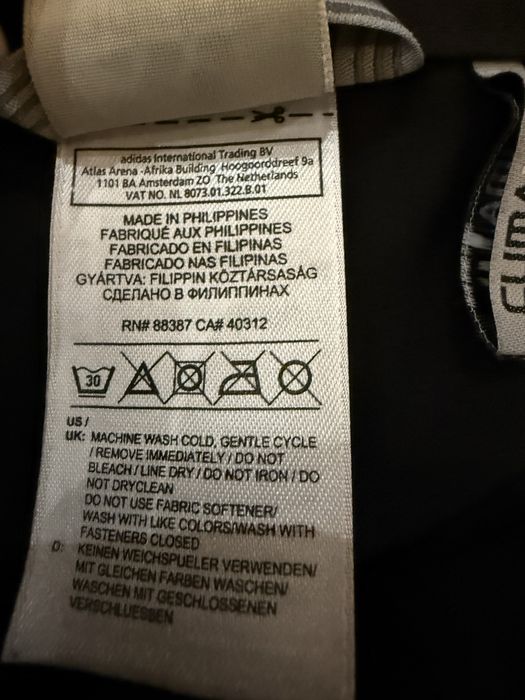 adidas International Trading BV
Atlas Arena -Afrika Building Hoogoorddreef 9a
1101 BA Amsterdam ZO The Netherlands
VAT NO. NL 8073.01.322.B.01
MADE IN PHILIPPINES
FABRIQUÉ AUX PHILIPPINES
FABRICADO EN FILIPINAS
FABRICADO NAS FILIPINAS
GYÁRTVA: FILIPPIN KÖZTÁRSASÁG
СДЕЛАНО В ФИЛИППИНАХ
RN# 88387 CA# 40312
30
US /
UK: MACHINE WASH COLD, GENTLE CYCLE
/ REMOVE IMMEDIATELY / DO NOT
BLEACH / LINE DRY / DO NOT IRON / DO
NOT DRYCLEAN
DO NOT USE FABRIC SOFTENER/
WASH WITH LIKE COLORS/WASH WITH
FASTENERS CLOSED
D: KEINEN WEICHSPUELER VERWENDEN/
MIT GLEICHEN FARBEN WASCHEN/
WASCHEN MIT GESCHLOSSENEN
VERSCHLUESSEN